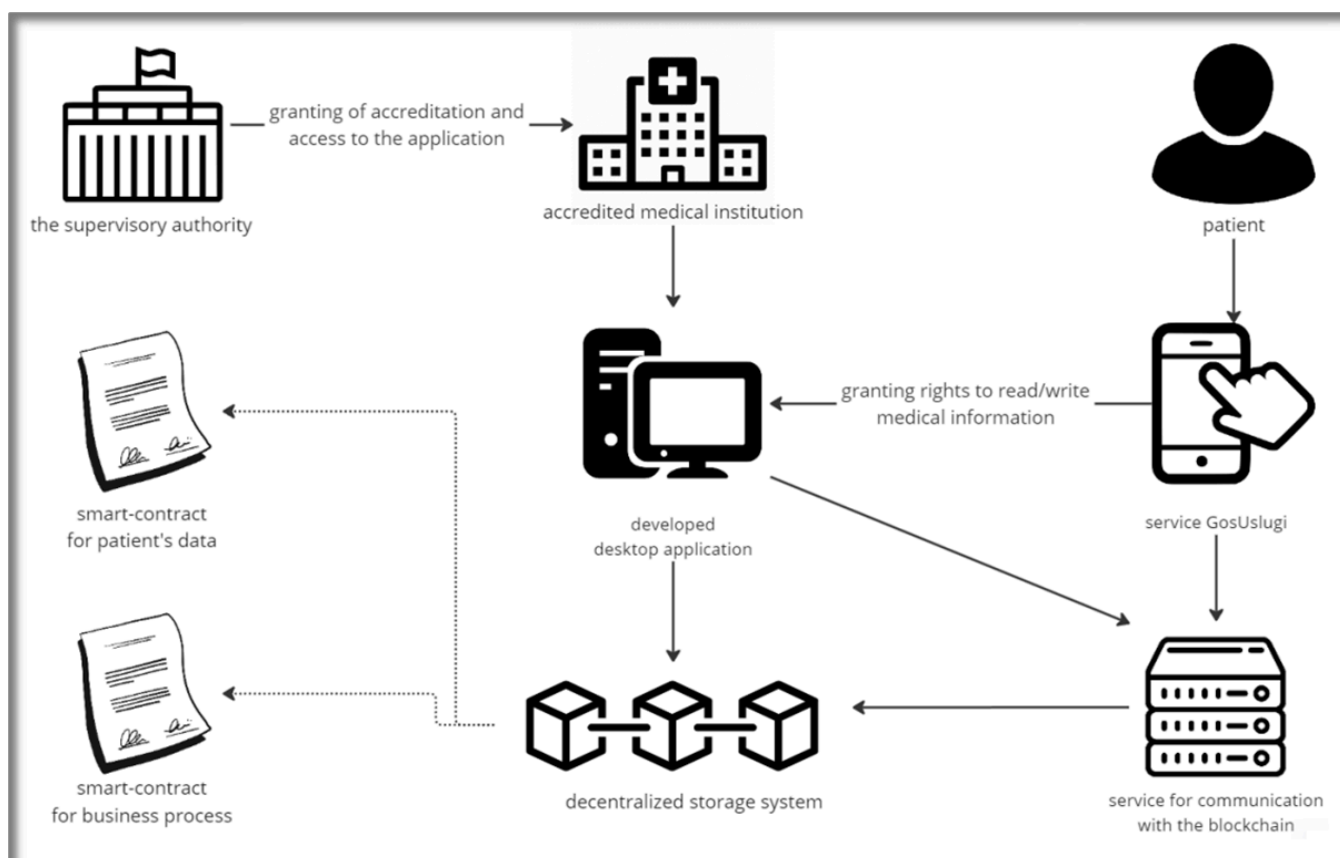 granting of accreditation and
access to the application
the supervisory authority
accredited medical institution
patient
granting rights to read/write
medical information
smart-contract
for patient's data
developed
desktop application
service GosUslugi
smart-contract
for business process
decentralized storage system
service for communication
with the blockchain